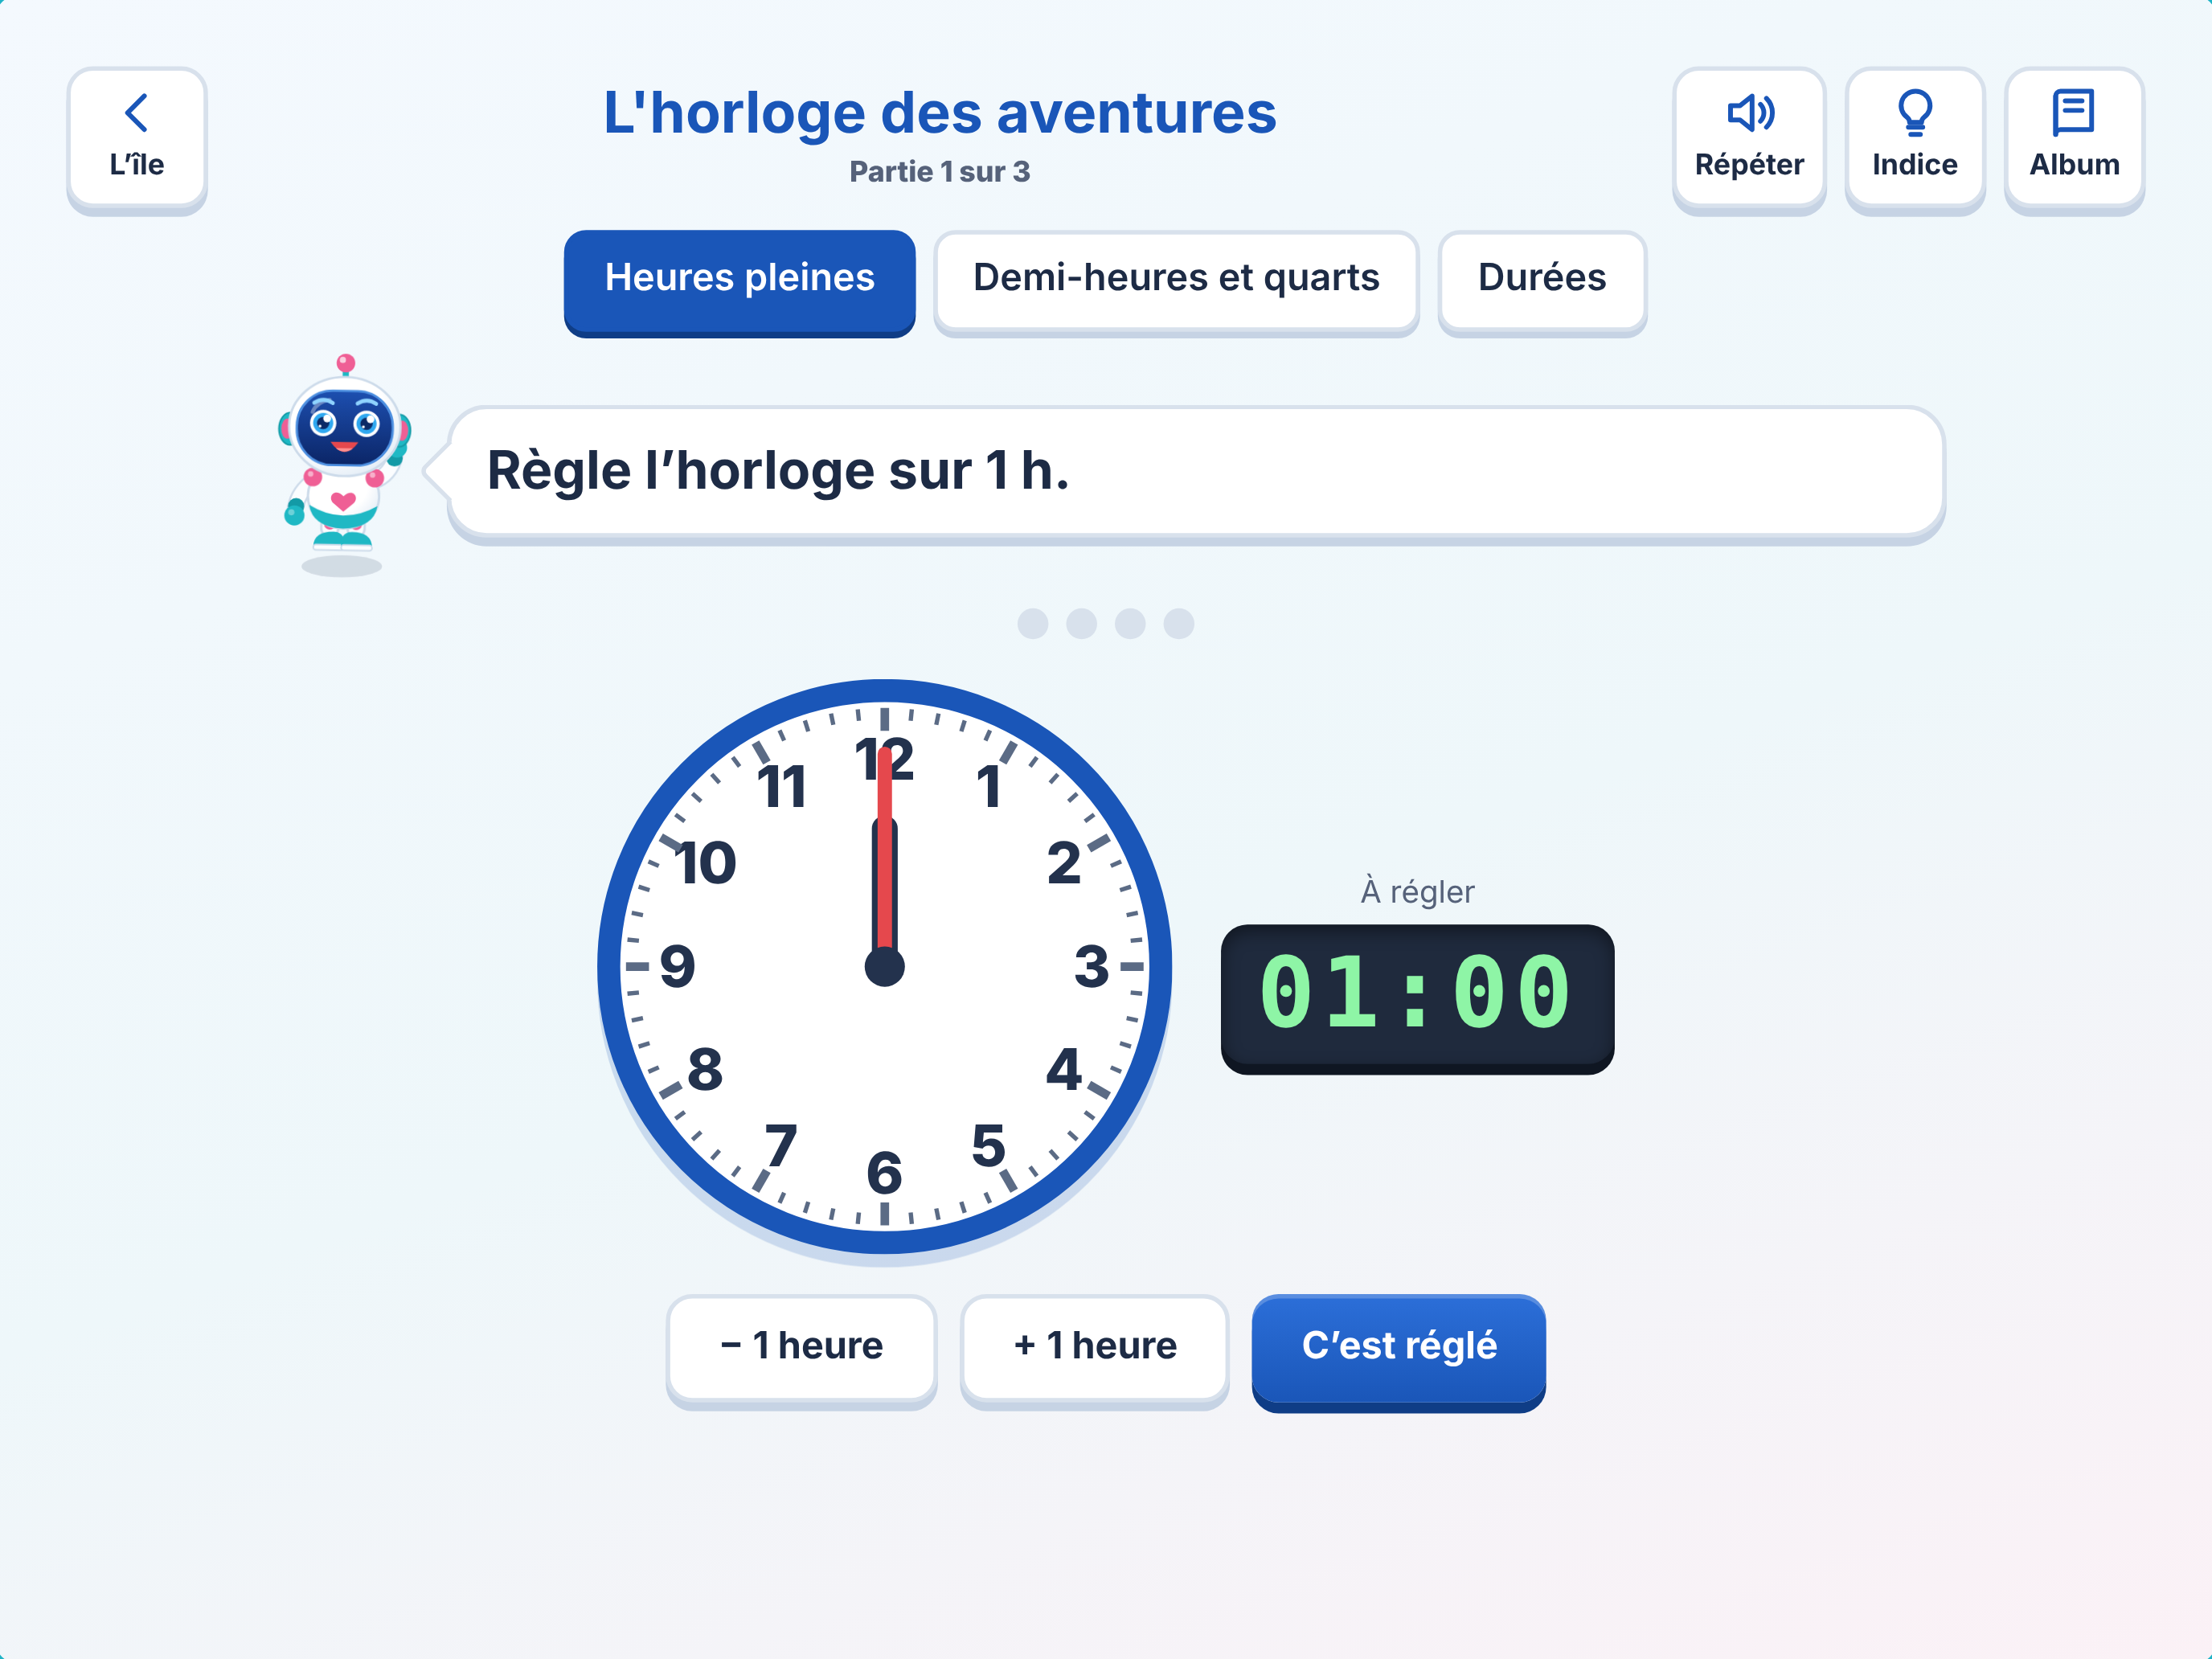 L'île
L'horloge des aventures
Partie 1 sur 3
Répéter
Indice
Album
Heures pleines
Demi-heures et quarts
Durées
Règle l’horloge sur 1 h.
12
1
2
3
4
5
6
7
8
9
10
11
À régler
01:00
− 1 heure
+ 1 heure
C’est réglé